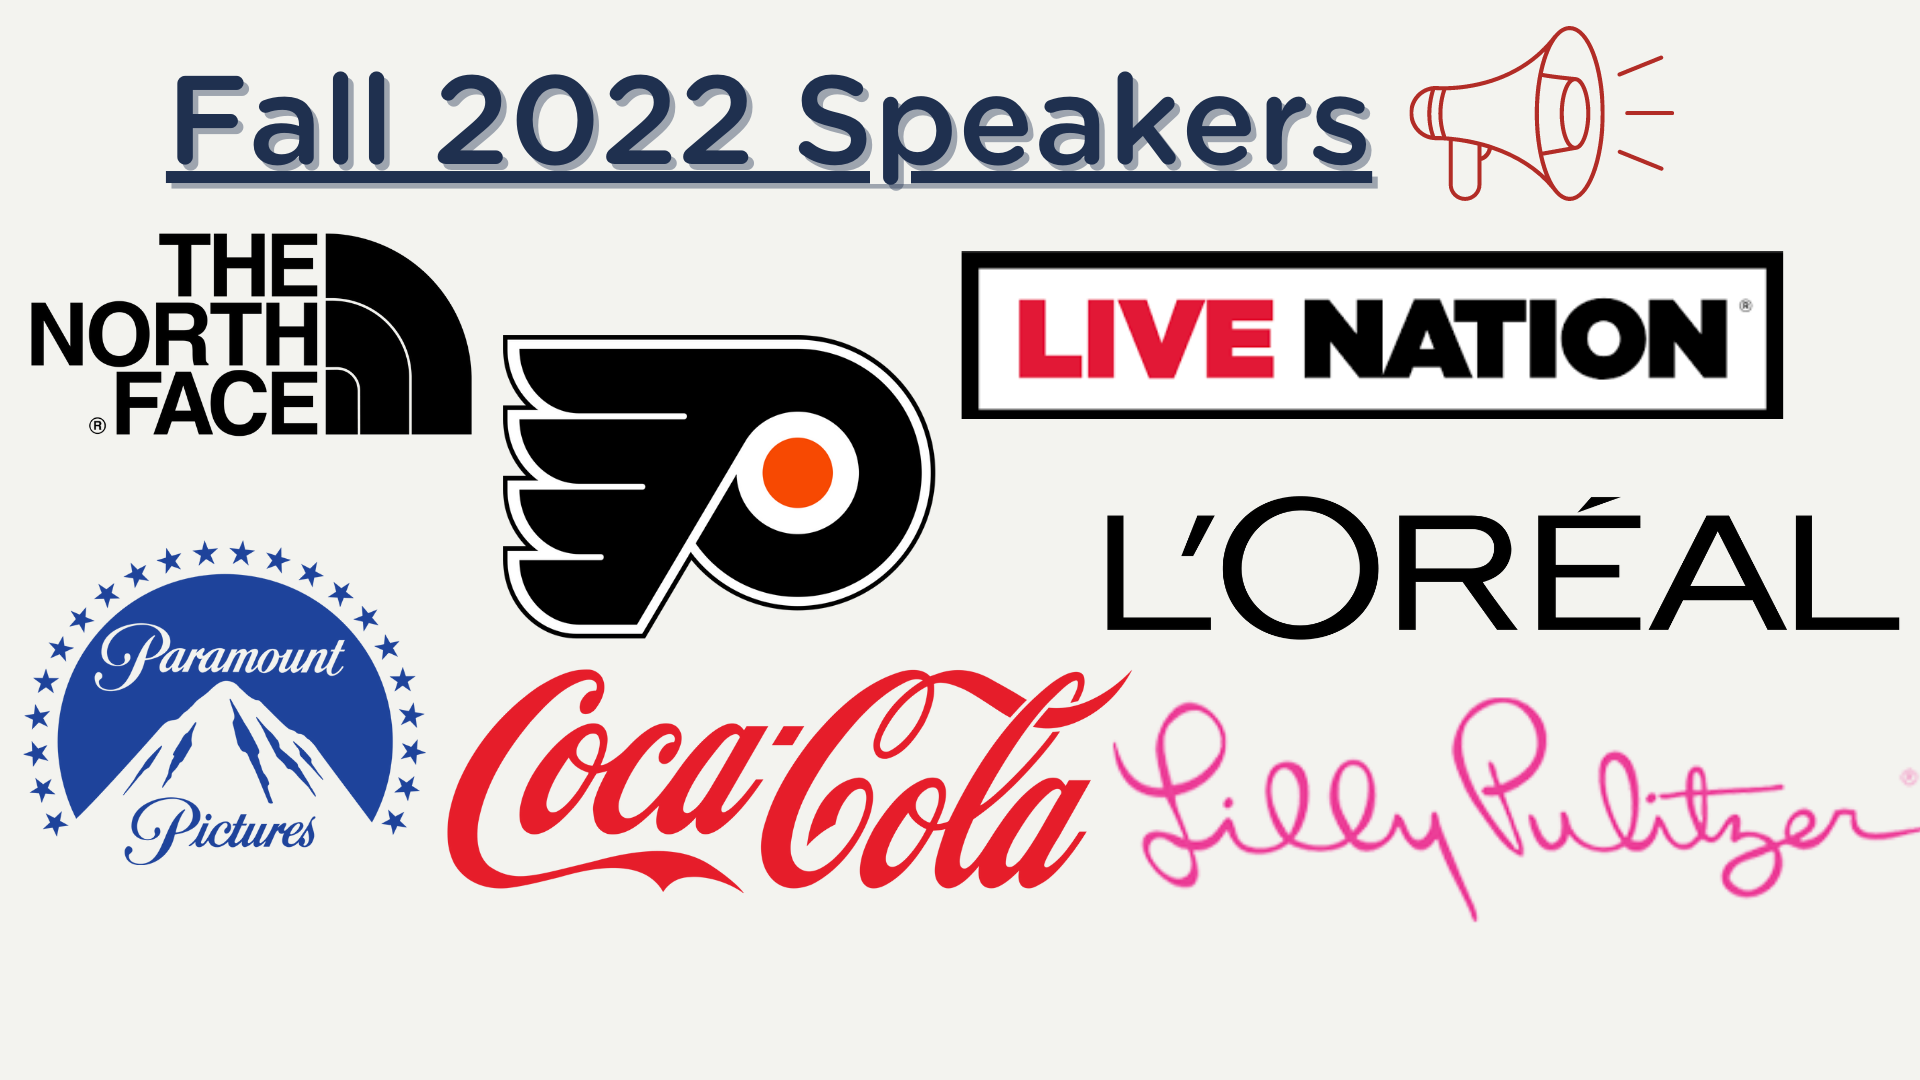 Fall 2022 Speakers
THE
NORTH
FACE
®
LIVE NATION®
L'ORÉAL
Paramount
Pictures
Coca-Cola
Lilly Pulitzer®